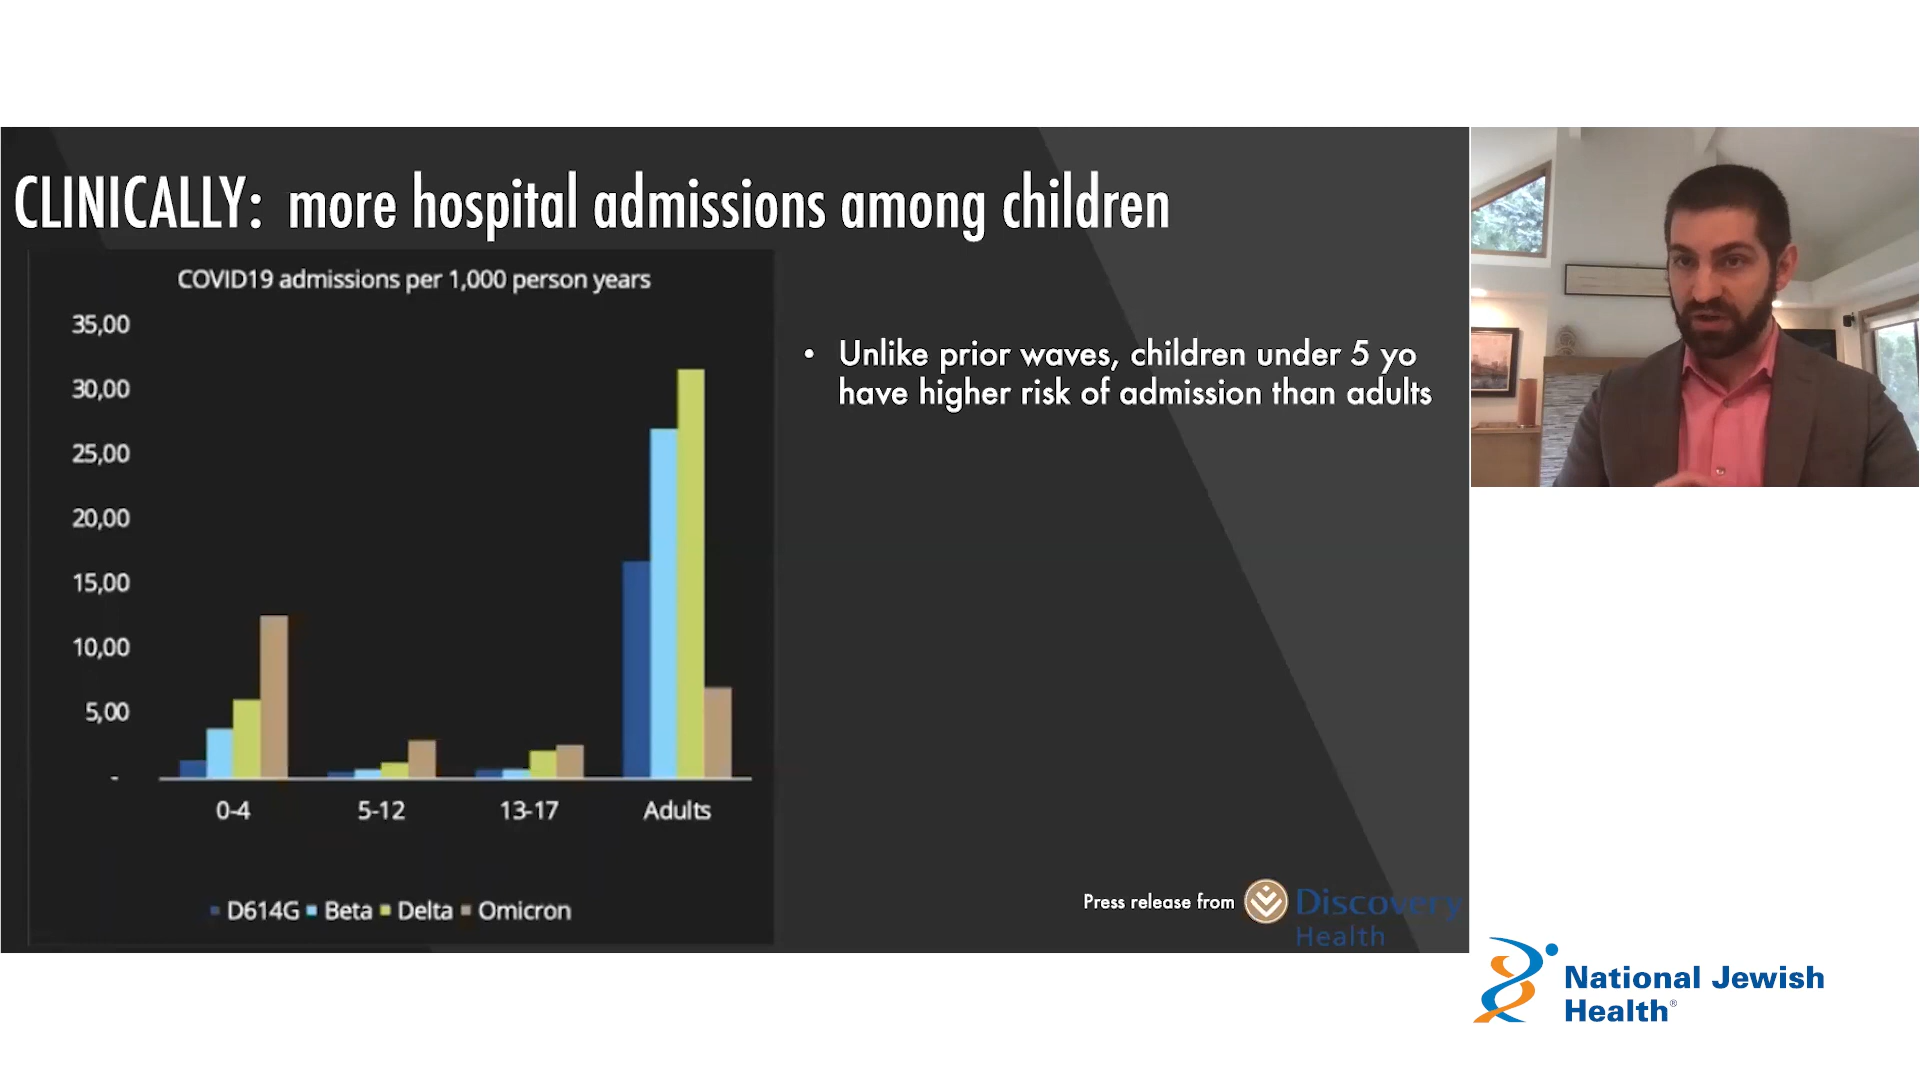 CLINICALLY: more hospital admissions among children
COVID19 admissions per 1,000 person years
35,00
30,00
25,00
20,00
15,00
10,00
5,00
-
0-4 5-12 13-17 Adults
D614G Beta Delta Omicron
• Unlike prior waves, children under 5 yo
have higher risk of admission than adults
Press release from Discovery
Health
National Jewish
Health®